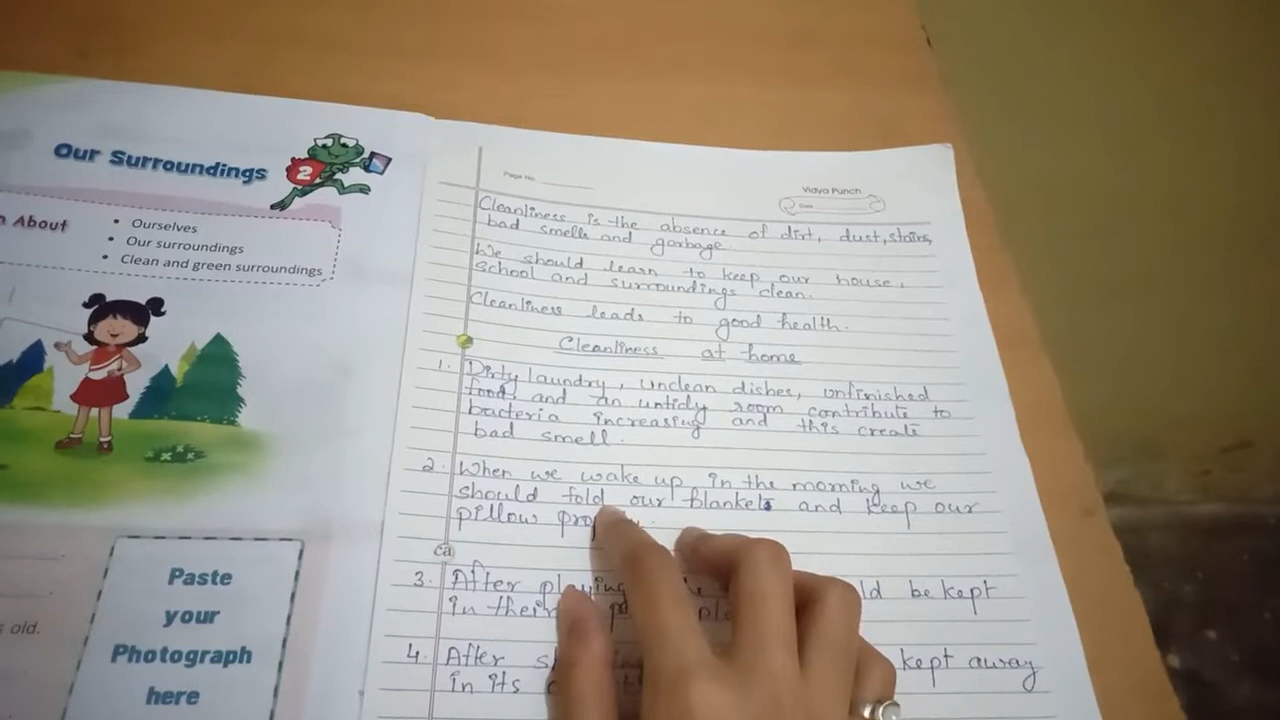 Our Surroundings
2
About
• Ourselves
• Our surroundings
• Clean and green surroundings
old.
Paste
your
Photograph
here
Page No.
Vidya Punch
Date
Cleanliness is the absence of dirt, dust, stairs,
bad smells and garbage.
We should learn to keep our house,
School and surroundings clean.
Cleanliness leads to good health.
Cleanliness at home
1. Dirty laundry, unclean dishes, unfinished
food, and an untidy room contribute to
bacteria increasing and this create
bad smell.
2. When we wake up in the morning we
should fold our blankets and keep our
pillow
ca
3. After playing be kept
in their
4. After kept away
in its